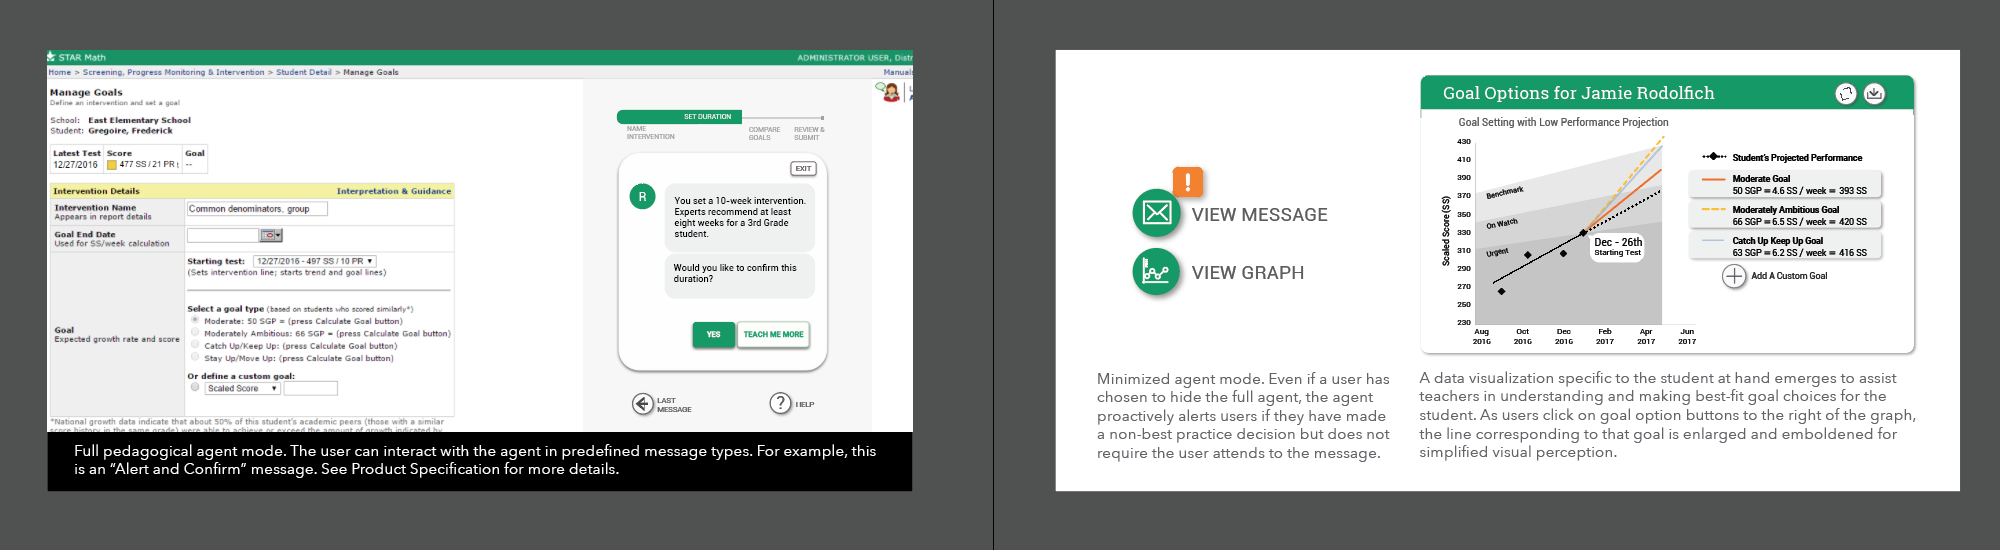 STAR Math
ADMINISTRATOR USER, Distr
Home > Screening, Progress Monitoring & Intervention > Student Detail > Manage Goals
Manuals
Manage Goals
Define an intervention and set a goal
School: East Elementary School
Student: Gregoire, Frederick
Latest Test Score Goal
12/27/2016 477 SS / 21 PR --
Intervention Details Interpretation & Guidance
Intervention Name
Appears in report details
Common denominators, group
Goal End Date
Used for SS/week calculation
Goal
Expected growth rate and score
Starting test: 12/27/2016 - 497 SS / 10 PR
(Sets intervention line; starts trend and goal lines)
Select a goal type (based on students who scored similarly*)
Moderate: 50 SGP = (press Calculate Goal button)
Moderately Ambitious: 66 SGP = (press Calculate Goal button)
Catch Up/Keep Up: (press Calculate Goal button)
Stay Up/Move Up: (press Calculate Goal button)
Or define a custom goal:
Scaled Score
*National growth data indicate that about 50% of this student's academic peers (those with a similar
score history in the same grade) were able to achieve or exceed the amount of growth indicated by
SET DURATION
NAME
INTERVENTION
COMPARE
GOALS
REVIEW &
SUBMIT
EXIT
R
You set a 10-week intervention.
Experts recommend at least
eight weeks for a 3rd Grade
student.
Would you like to confirm this
duration?
YES
TEACH ME MORE
LAST
MESSAGE
? HELP
Full pedagogical agent mode. The user can interact with the agent in predefined message types. For example, this
is an "Alert and Confirm" message. See Product Specification for more details.
!
VIEW MESSAGE
VIEW GRAPH
Minimized agent mode. Even if a user has
chosen to hide the full agent, the agent
proactively alerts users if they have made
a non-best practice decision but does not
require the user attends to the message.
Goal Options for Jamie Rodolfich
Goal Setting with Low Performance Projection
Scaled Score (SS)
430
410
390
370
350
330
310
290
270
250
230
Benchmark
On Watch
Urgent
Dec - 26th
Starting Test
Aug Oct Dec Feb Apr Jun
2016 2016 2016 2017 2017 2017
Student's Projected Performance
Moderate Goal
50 SGP = 4.6 SS / week = 393 SS
Moderately Ambitious Goal
66 SGP = 6.5 SS / week = 420 SS
Catch Up Keep Up Goal
63 SGP = 6.2 SS / week = 416 SS
Add A Custom Goal
A data visualization specific to the student at hand emerges to assist
teachers in understanding and making best-fit goal choices for the
student. As users click on goal option buttons to the right of the graph,
the line corresponding to that goal is enlarged and emboldened for
simplified visual perception.